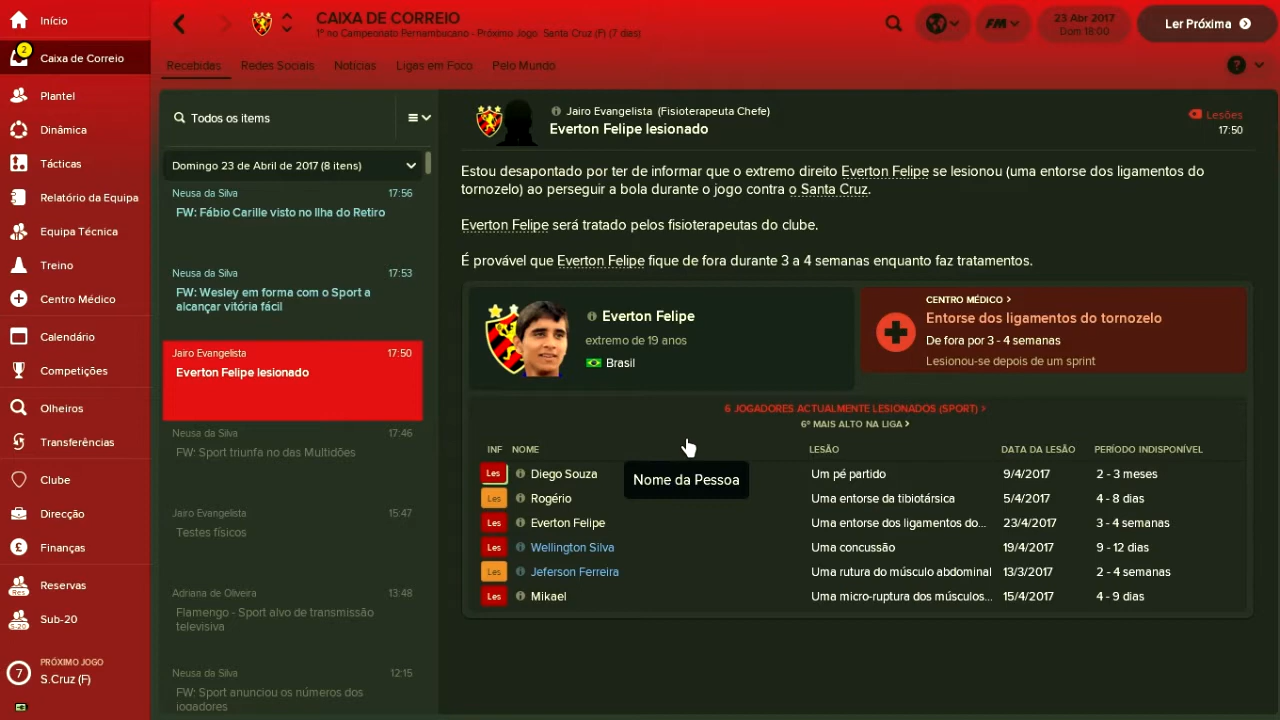 Início
2
Caixa de Correio
Plantel
Dinâmica
Tácticas
Relatório da Equipa
Equipa Técnica
Treino
Centro Médico
Calendário
Competições
Olheiros
Transferências
Clube
Direcção
Finanças
Res
Reservas
S-20
Sub-20
PRÓXIMO JOGO
7
S.Cruz (F)
CAIXA DE CORREIO
1º no Campeonato Pernambucano - Próximo Jogo: Santa Cruz (F) (7 dias)
FM
23 Abr 2017
Dom 18:00
Ler Próxima
Recebidas
Redes Sociais
Notícias
Ligas em Foco
Pelo Mundo
?
Todos os items
Domingo 23 de Abril de 2017 (8 itens)
Neusa da Silva 17:56
FW: Fábio Carille visto no Ilha do Retiro
Neusa da Silva 17:53
FW: Wesley em forma com o Sport a
alcançar vitória fácil
Jairo Evangelista 17:50
Everton Felipe lesionado
Neusa da Silva 17:46
FW: Sport triunfa no das Multidões
Jairo Evangelista 15:47
Testes físicos
Adriana de Oliveira 13:48
Flamengo - Sport alvo de transmissão
televisiva
Neusa da Silva 12:15
FW: Sport anunciou os números dos
jogadores
Jairo Evangelista (Fisioterapeuta Chefe)
Everton Felipe lesionado
Lesões
17:50
Estou desapontado por ter de informar que o extremo direito Everton Felipe se lesionou (uma entorse dos ligamentos do
tornozelo) ao perseguir a bola durante o jogo contra o Santa Cruz.
Everton Felipe será tratado pelos fisioterapeutas do clube.
É provável que Everton Felipe fique de fora durante 3 a 4 semanas enquanto faz tratamentos.
Everton Felipe
extremo de 19 anos
Brasil
CENTRO MÉDICO >
Entorse dos ligamentos do tornozelo
De fora por 3 - 4 semanas
Lesionou-se depois de um sprint
6 JOGADORES ACTUALMENTE LESIONADOS (SPORT) >
6º MAIS ALTO NA LIGA >
INF NOME LESÃO DATA DA LESÃO PERÍODO INDISPONÍVEL
Les Diego Souza Um pé partido 9/4/2017 2 - 3 meses
Nome da Pessoa
Les Rogério Uma entorse da tibiotársica 5/4/2017 4 - 8 dias
Les Everton Felipe Uma entorse dos ligamentos do... 23/4/2017 3 - 4 semanas
Les Wellington Silva Uma concussão 19/4/2017 9 - 12 dias
Les Jeferson Ferreira Uma rutura do músculo abdominal 13/3/2017 2 - 4 semanas
Les Mikael Uma micro-ruptura dos músculos... 15/4/2017 4 - 9 dias